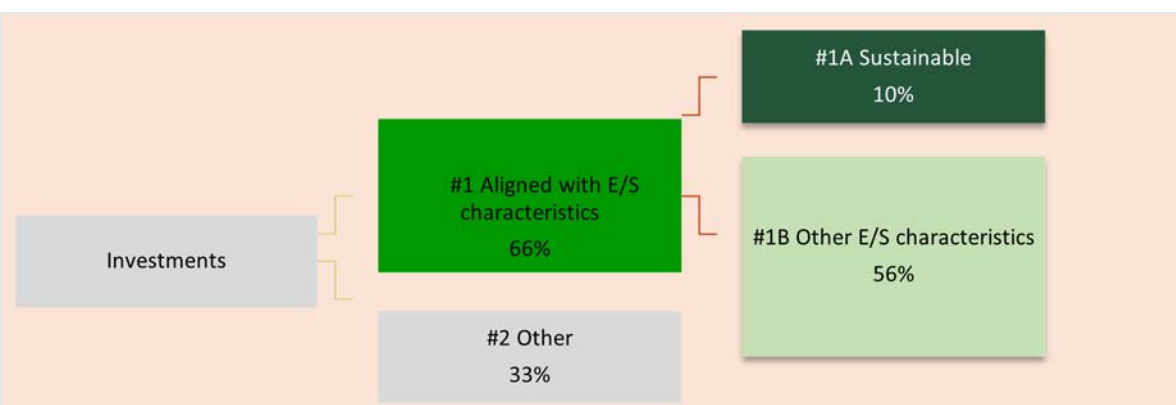 #1A Sustainable
10%
#1 Aligned with E/S
characteristics
66%
#1B Other E/S characteristics
56%
Investments
#2 Other
33%